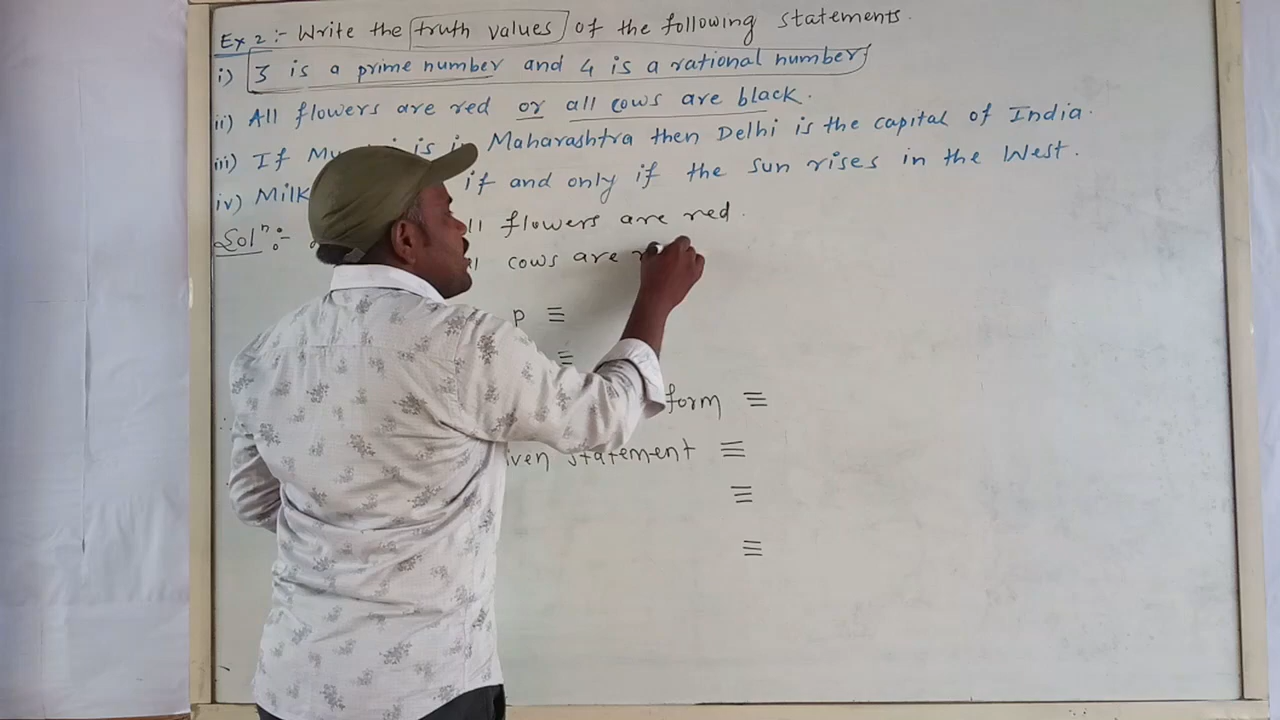 Ex 2 :- Write the truth values of the following statements.
i) 3 is a prime number and 4 is a rational number
ii) All flowers are red or all cows are black.
iii) If is in Maharashtra then Delhi is the capital of India.
iv) Milk if and only if the sun rises in the West.
Solⁿ :- flowers are red.
cows are
p ≡
≡
form ≡
statement ≡
≡
≡